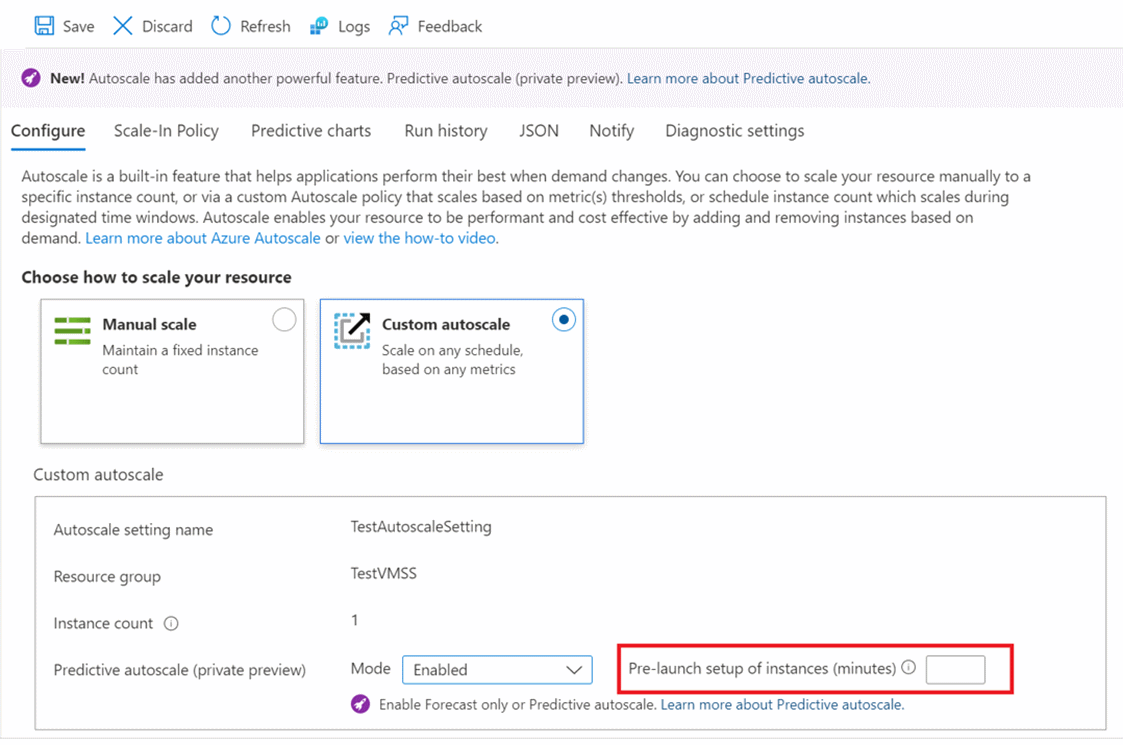 Save Discard Refresh Logs Feedback
New! Autoscale has added another powerful feature. Predictive autoscale (private preview). Learn more about Predictive autoscale.
Configure Scale-In Policy Predictive charts Run history JSON Notify Diagnostic settings
Autoscale is a built-in feature that helps applications perform their best when demand changes. You can choose to scale your resource manually to a
specific instance count, or via a custom Autoscale policy that scales based on metric(s) thresholds, or schedule instance count which scales during
designated time windows. Autoscale enables your resource to be performant and cost effective by adding and removing instances based on
demand. Learn more about Azure Autoscale or view the how-to video.
Choose how to scale your resource
Manual scale
Maintain a fixed instance
count
Custom autoscale
Scale on any schedule,
based on any metrics
Custom autoscale
Autoscale setting name TestAutoscaleSetting
Resource group TestVMSS
Instance count 1
Predictive autoscale (private preview) Mode Enabled Pre-launch setup of instances (minutes)
Enable Forecast only or Predictive autoscale. Learn more about Predictive autoscale.